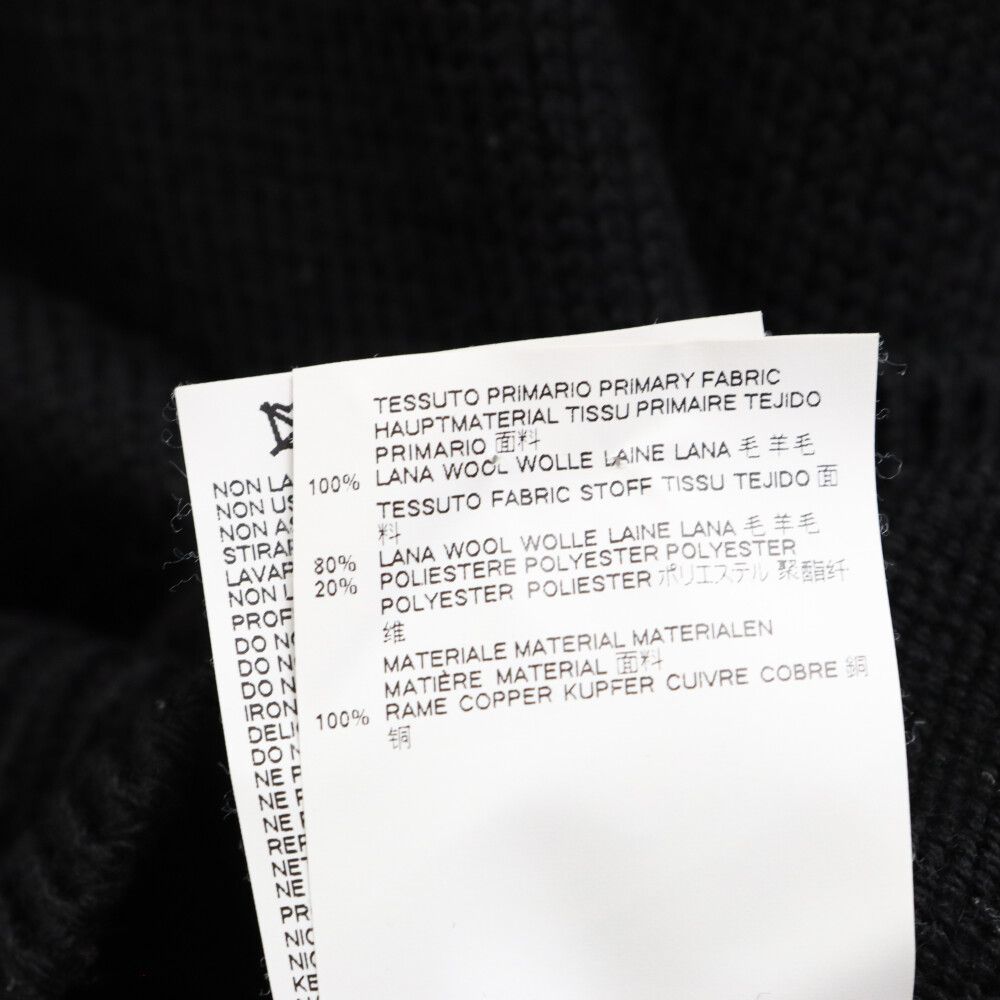 TESSUTO PRIMARIO PRIMARY FABRIC
HAUPTMATERIAL TISSU PRIMAIRE TEJIDO
PRIMARIO 面料
100% LANA WOOL WOLLE LAINE LANA 毛 羊毛
TESSUTO FABRIC STOFF TISSU TEJIDO 面
料
80% LANA WOOL WOLLE LAINE LANA 毛 羊毛
20% POLIESTERE POLYESTER POLYESTER
POLYESTER POLIESTER ポリエステル 聚酯纤
维
MATERIALE MATERIAL MATERIALEN
MATIÈRE MATERIAL 面料
100% RAME COPPER KUPFER CUIVRE COBRE 銅
铜
NON LA
NON US
NON AS
STIRAR
LAVAR
NON L
PROF
DO NO
DO N
DO N
IRON
DELI
DO N
NE P
NE
NE
REP
NET
NE
PR
NIC
NIC
KE